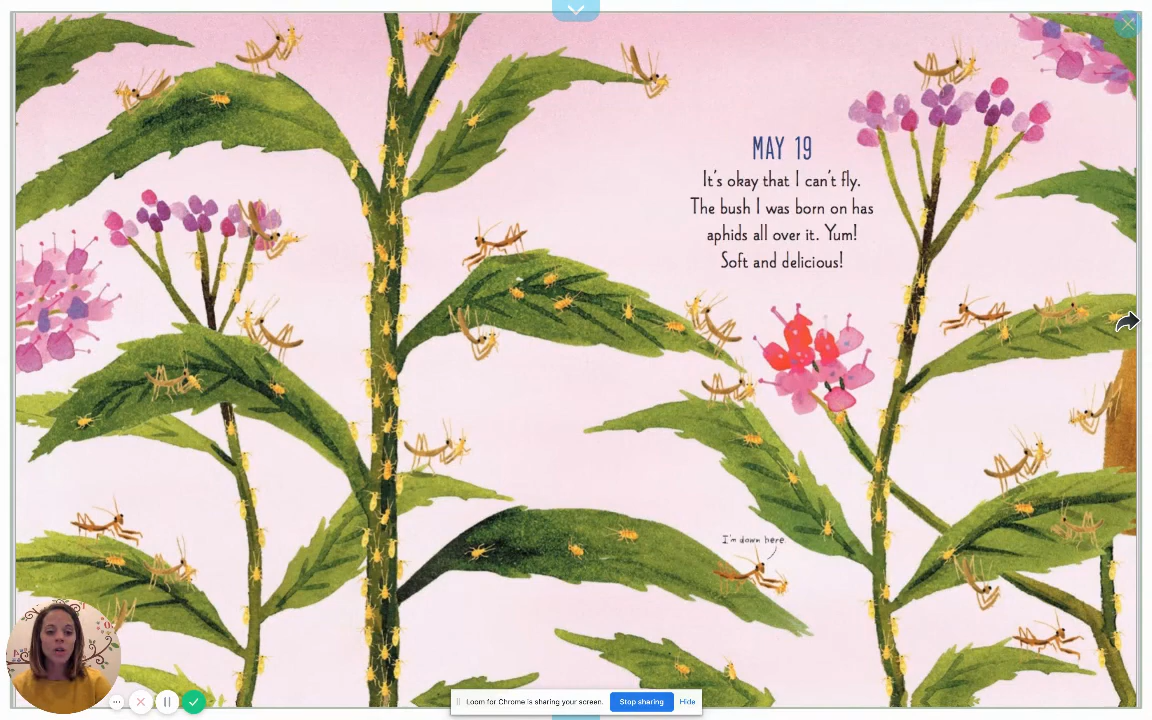 MAY 19
It's okay that I can't fly.
The bush I was born on has
aphids all over it. Yum!
Soft and delicious!
I'm down here.
Loom for Chrome is sharing your screen. Stop sharing Hide